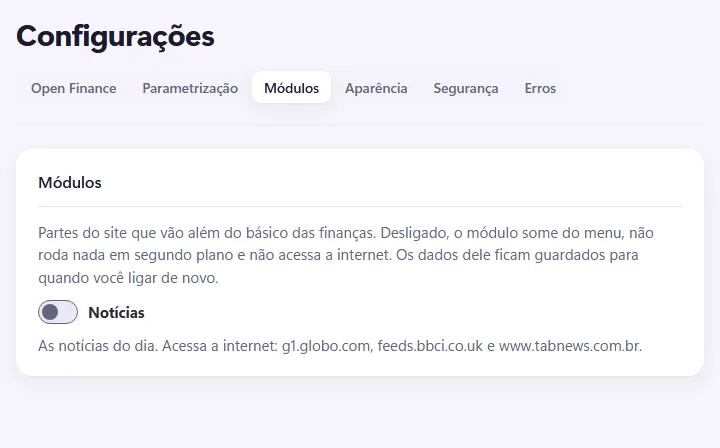 Configurações
Open Finance Parametrização Módulos Aparência Segurança Erros
Módulos
Partes do site que vão além do básico das finanças. Desligado, o módulo some do menu, não
roda nada em segundo plano e não acessa a internet. Os dados dele ficam guardados para
quando você ligar de novo.
Notícias
As notícias do dia. Acessa a internet: g1.globo.com, feeds.bbci.co.uk e www.tabnews.com.br.